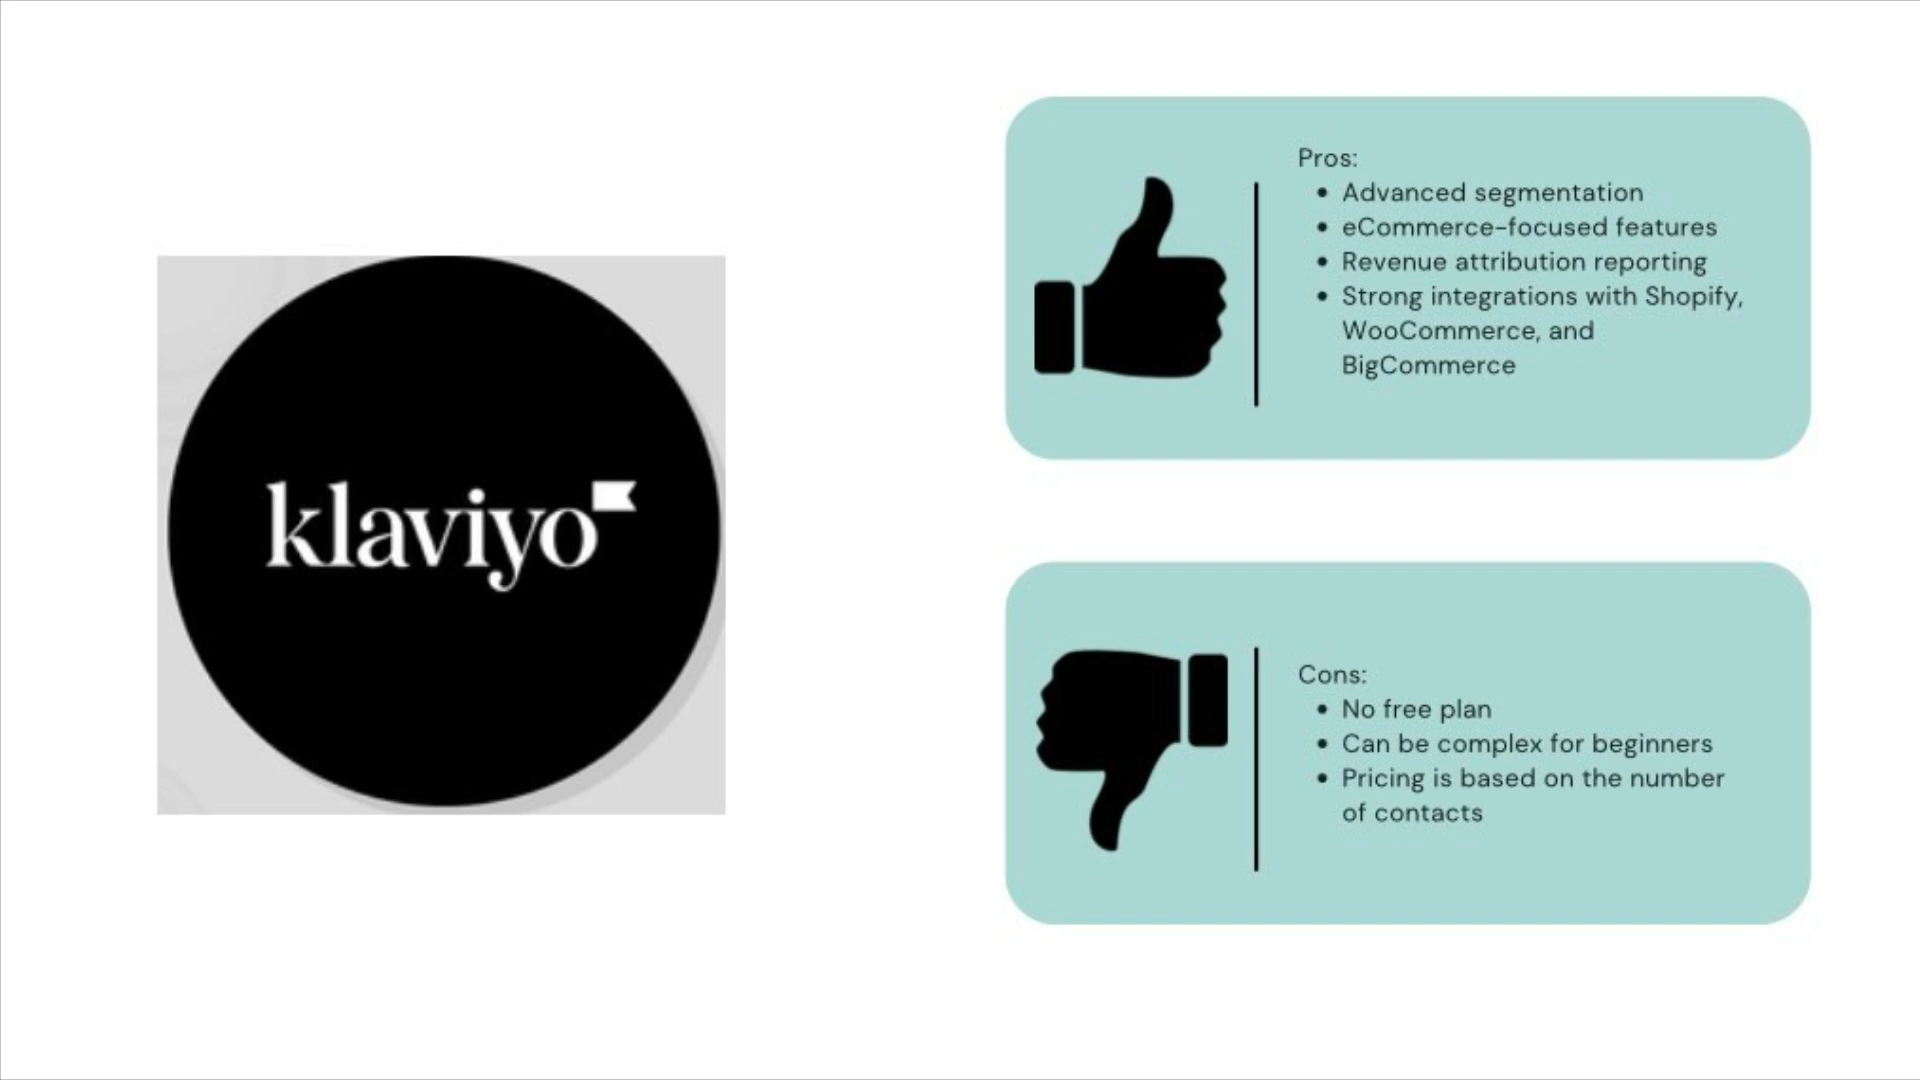 klaviyo
Pros:
• Advanced segmentation
• eCommerce-focused features
• Revenue attribution reporting
• Strong integrations with Shopify,
WooCommerce, and
BigCommerce
Cons:
• No free plan
• Can be complex for beginners
• Pricing is based on the number
of contacts